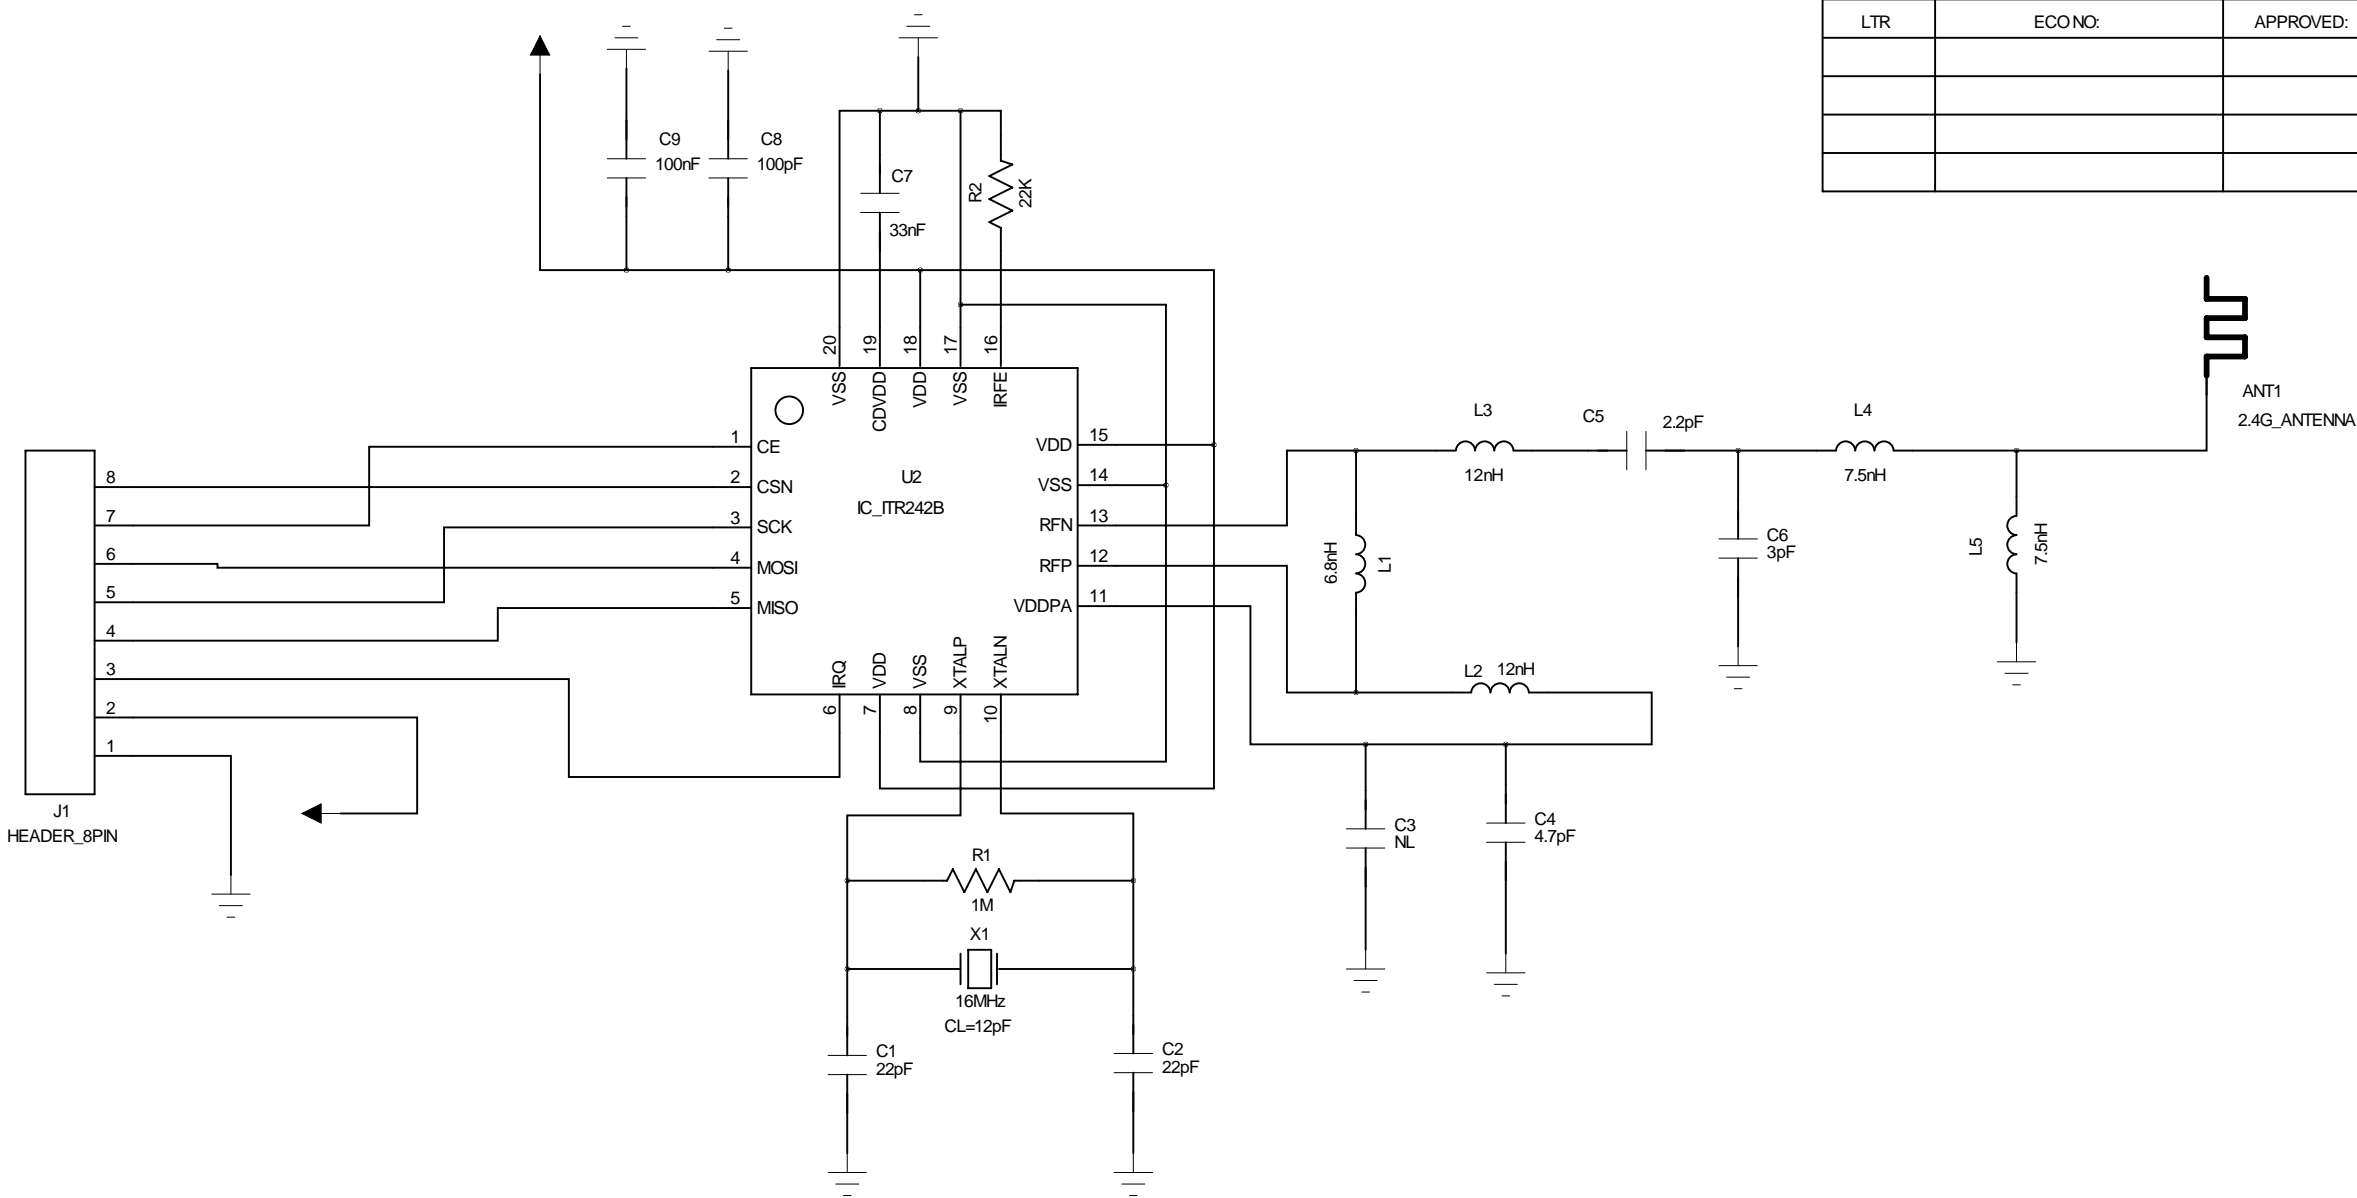 LTR ECO NO: APPROVED:
C9
100nF
C8
100pF
C7
33nF
R2
22K
20
19
18
17
16
VSS
CDVDD
VDD
VSS
IRFE
1
2
3
4
5
CE
CSN
SCK
MOSI
MISO
U2
IC_ITR242B
VDD
VSS
RFN
RFP
VDDPA
15
14
13
12
11
IRQ
VDD
VSS
XTALP
XTALN
6
7
8
9
10
8
7
6
5
4
3
2
1
J1
HEADER_8PIN
L3
12nH
C5
2.2pF
L4
7.5nH
ANT1
2.4G_ANTENNA
6.8nH
L1
C6
3pF
L5
7.5nH
L2 12nH
C3
NL
C4
4.7pF
R1
1M
X1
16MHz
CL=12pF
C1
22pF
C2
22pF